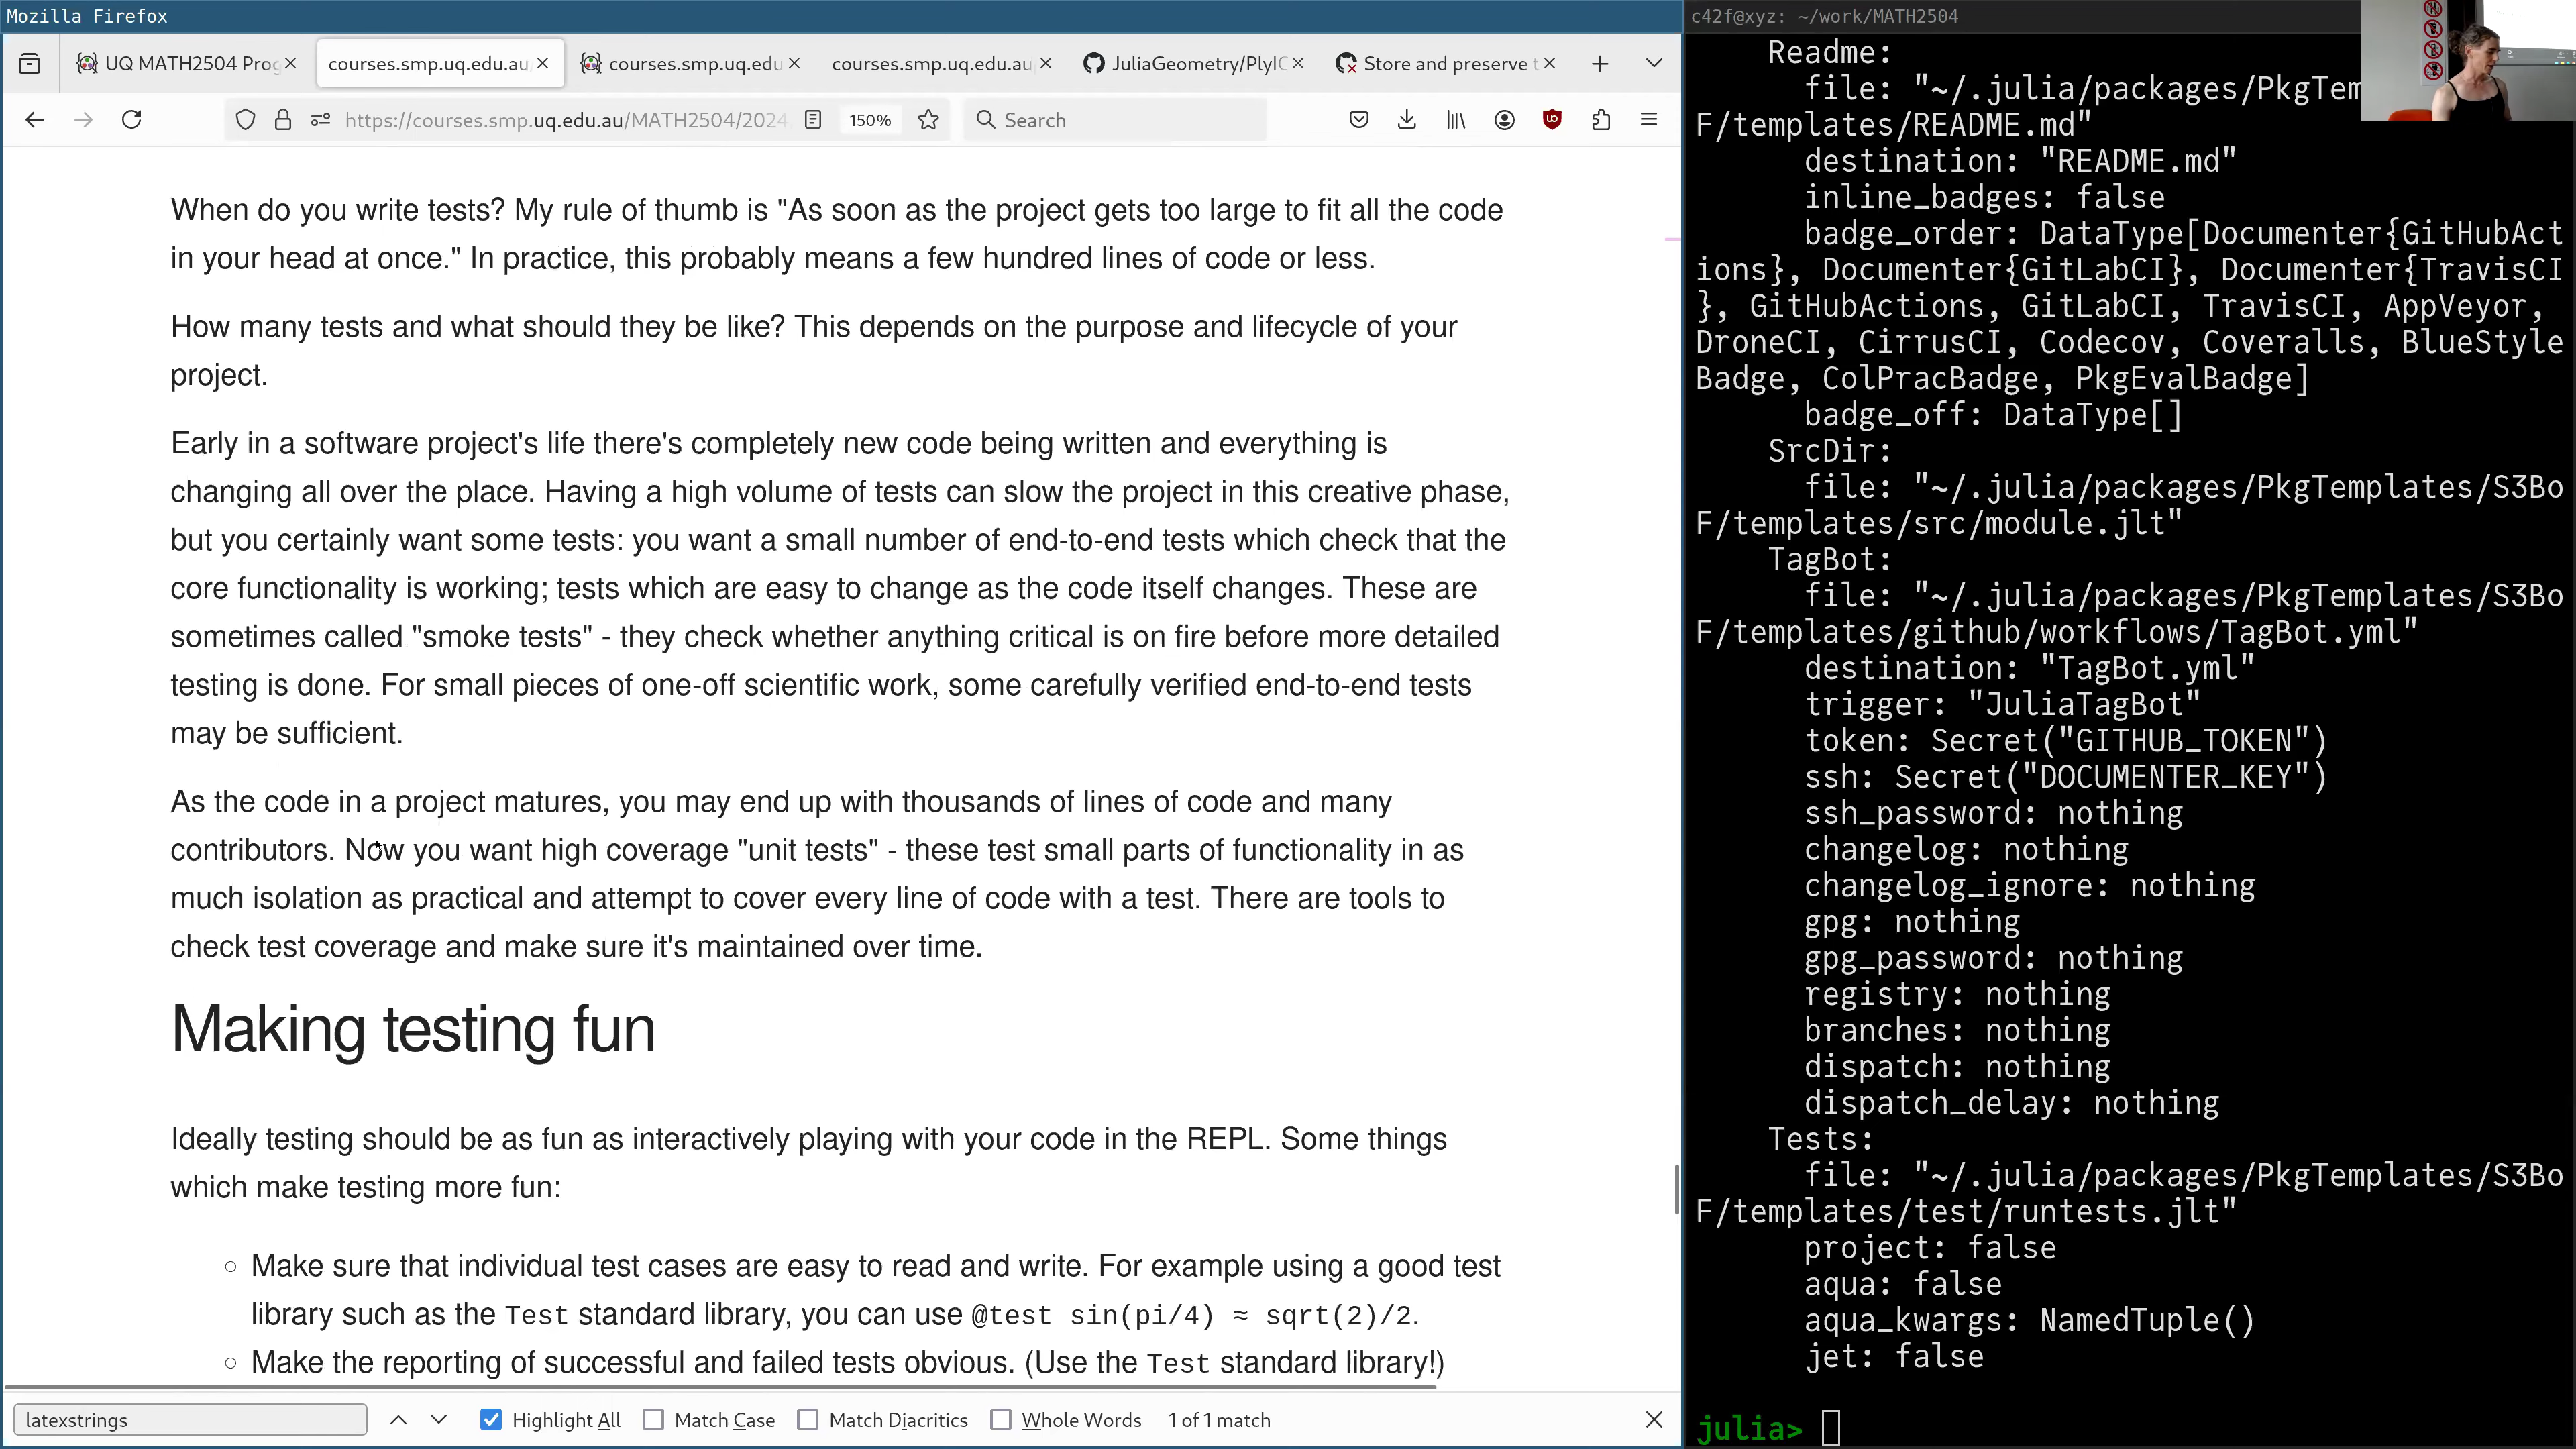 Mozilla Firefox
UQ MATH2504 Prog
courses.smp.uq.edu.au
courses.smp.uq.edu
courses.smp.uq.edu.au
JuliaGeometry/PlyIO
Store and preserve t
https://courses.smp.uq.edu.au/MATH2504/2024
150%
Search
When do you write tests? My rule of thumb is "As soon as the project gets too large to fit all the code
in your head at once." In practice, this probably means a few hundred lines of code or less.
How many tests and what should they be like? This depends on the purpose and lifecycle of your
project.
Early in a software project's life there's completely new code being written and everything is
changing all over the place. Having a high volume of tests can slow the project in this creative phase,
but you certainly want some tests: you want a small number of end-to-end tests which check that the
core functionality is working; tests which are easy to change as the code itself changes. These are
sometimes called "smoke tests" - they check whether anything critical is on fire before more detailed
testing is done. For small pieces of one-off scientific work, some carefully verified end-to-end tests
may be sufficient.
As the code in a project matures, you may end up with thousands of lines of code and many
contributors. Now you want high coverage "unit tests" - these test small parts of functionality in as
much isolation as practical and attempt to cover every line of code with a test. There are tools to
check test coverage and make sure it's maintained over time.
Making testing fun
Ideally testing should be as fun as interactively playing with your code in the REPL. Some things
which make testing more fun:
Make sure that individual test cases are easy to read and write. For example using a good test
library such as the Test standard library, you can use @test sin(pi/4) ≈ sqrt(2)/2.
Make the reporting of successful and failed tests obvious. (Use the Test standard library!)
latexstrings
Highlight All
Match Case
Match Diacritics
Whole Words
1 of 1 match
c42f@xyz: ~/work/MATH2504
Readme:
file: "~/.julia/packages/PkgTem
F/templates/README.md"
destination: "README.md"
inline_badges: false
badge_order: DataType[Documenter{GitHubAct
ions}, Documenter{GitLabCI}, Documenter{TravisCI
}, GitHubActions, GitLabCI, TravisCI, AppVeyor,
DroneCI, CirrusCI, Codecov, Coveralls, BlueStyle
Badge, ColPracBadge, PkgEvalBadge]
badge_off: DataType[]
SrcDir:
file: "~/.julia/packages/PkgTemplates/S3Bo
F/templates/src/module.jlt"
TagBot:
file: "~/.julia/packages/PkgTemplates/S3Bo
F/templates/github/workflows/TagBot.yml"
destination: "TagBot.yml"
trigger: "JuliaTagBot"
token: Secret("GITHUB_TOKEN")
ssh: Secret("DOCUMENTER_KEY")
ssh_password: nothing
changelog: nothing
changelog_ignore: nothing
gpg: nothing
gpg_password: nothing
registry: nothing
branches: nothing
dispatch: nothing
dispatch_delay: nothing
Tests:
file: "~/.julia/packages/PkgTemplates/S3Bo
F/templates/test/runtests.jlt"
project: false
aqua: false
aqua_kwargs: NamedTuple()
jet: false
julia>